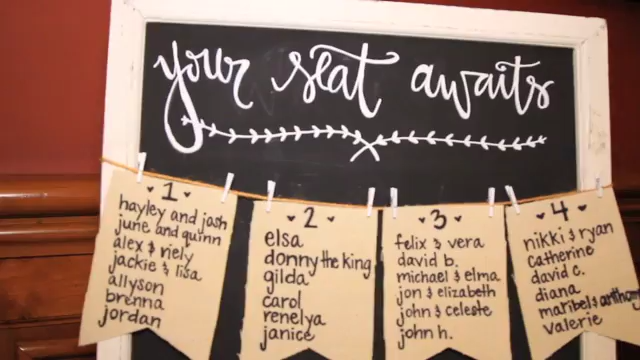 your seat awaits
1
hayley and josh
june and quinn
alex & riely
jackie & lisa
allyson
brenna
jordan
2
elsa
donny the king
gilda
carol
renelya
janice
3
felix & vera
david b.
michael & elma
jon & elizabeth
john & celeste
john h.
4
nikki & ryan
catherine
david c.
diana
maribel & anthony
valerie